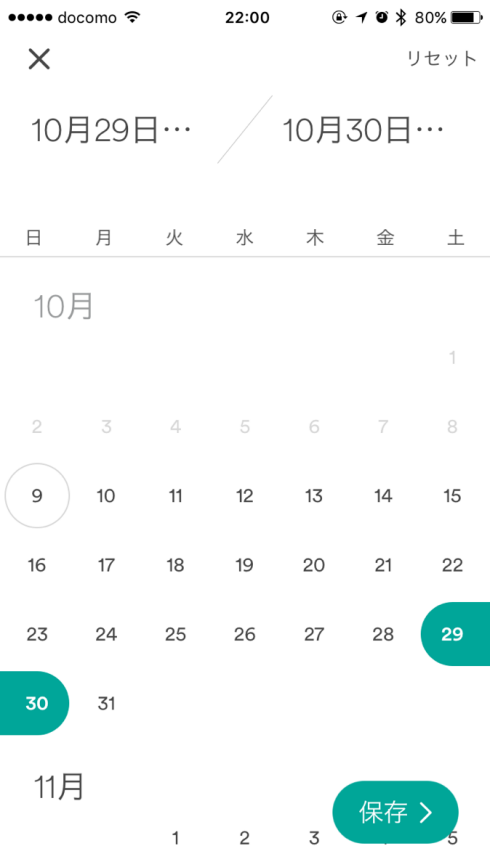 docomo 22:00 80%
リセット
10月29日… 10月30日…
日 月 火 水 木 金 土
10月
1
2 3 4 5 6 7 8
9 10 11 12 13 14 15
16 17 18 19 20 21 22
23 24 25 26 27 28 29
30 31
11月
保存
1 2 3 5